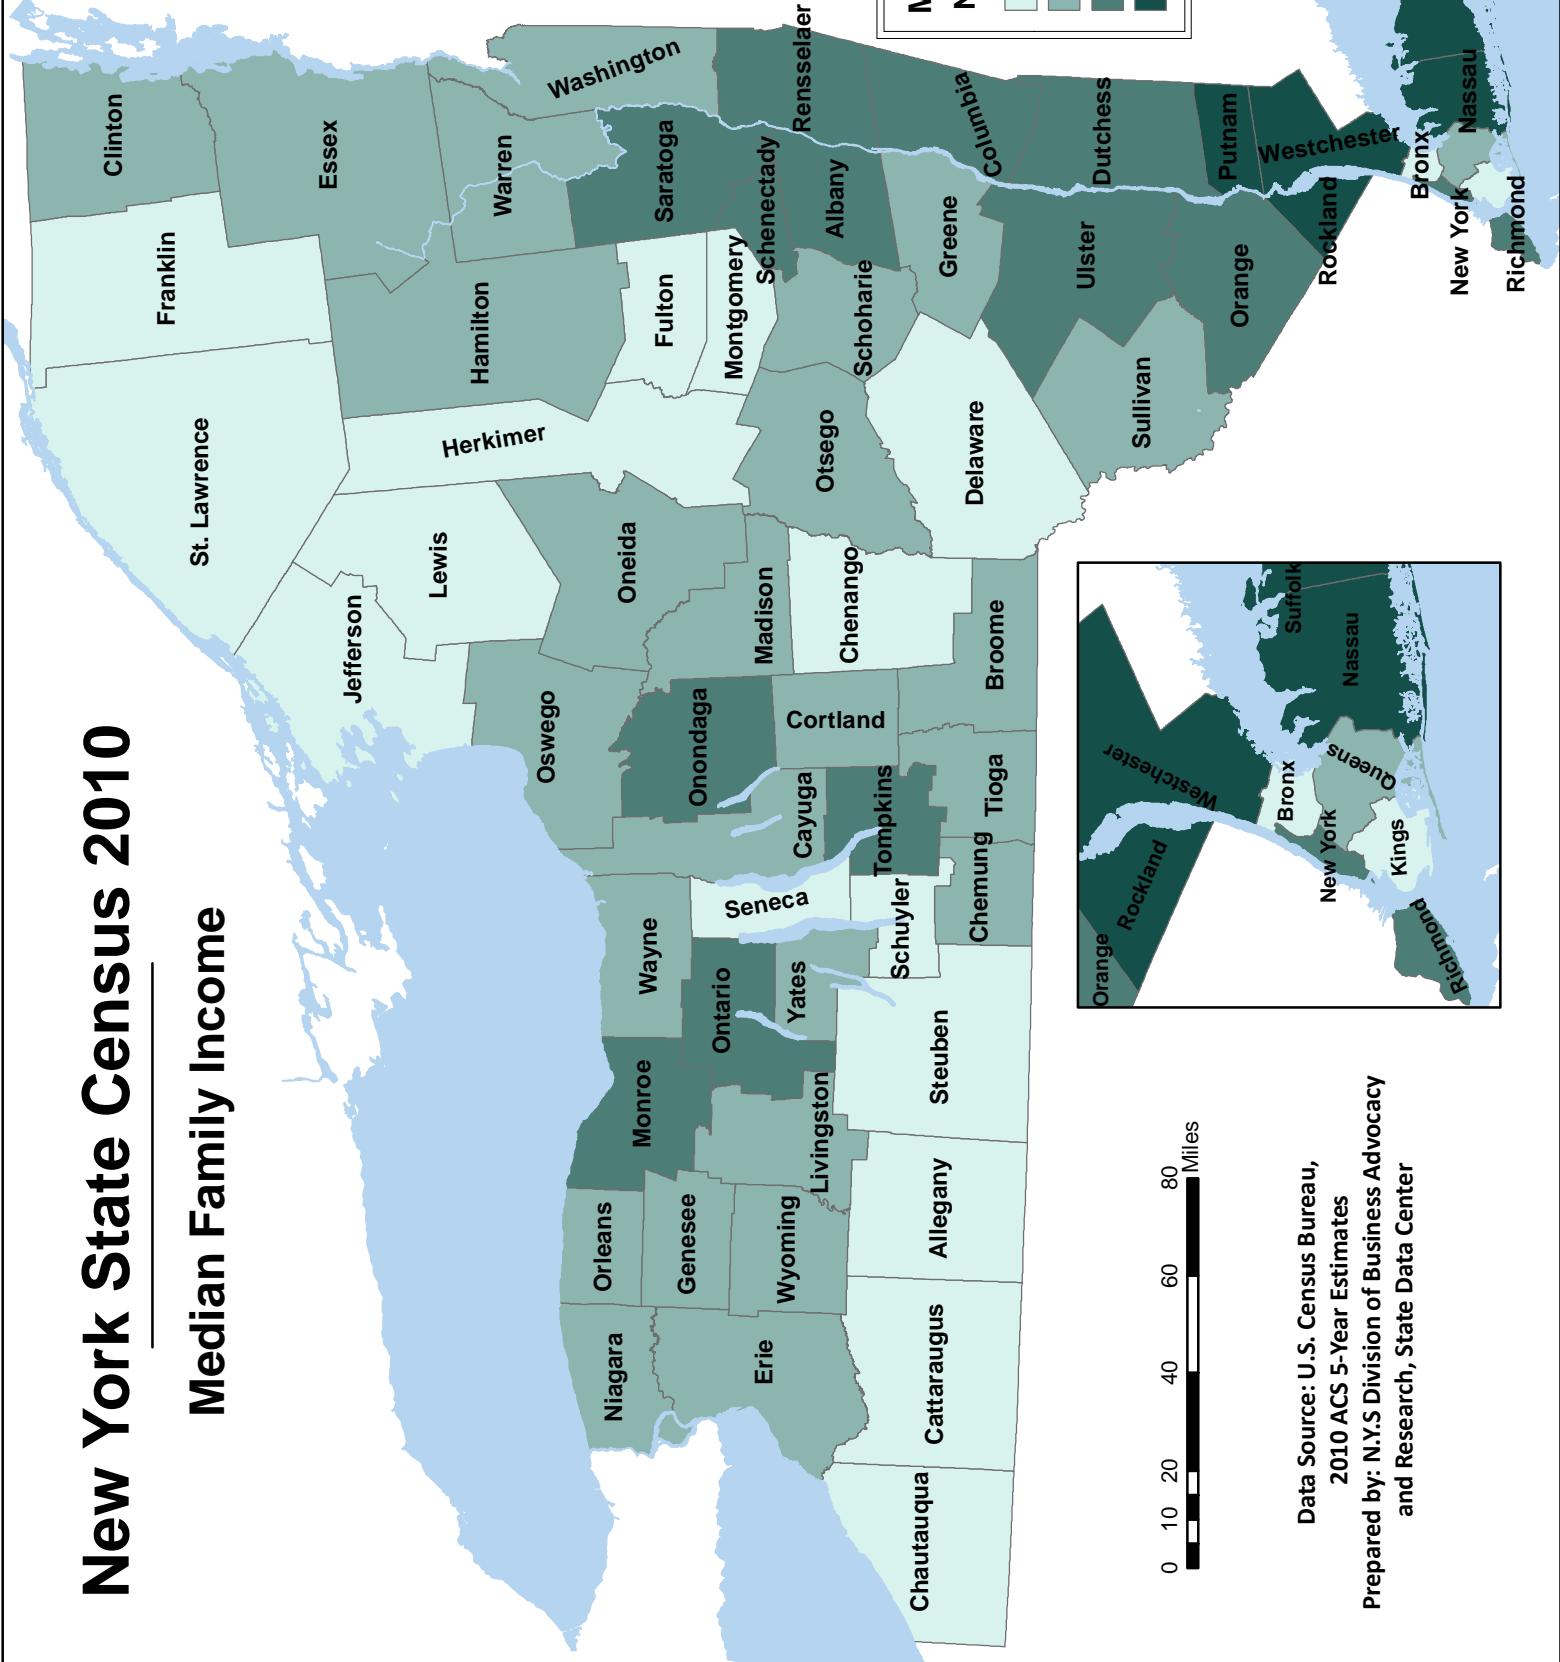 New York State Census 2010
Median Family Income
M
N
Clinton
Franklin
St. Lawrence
Essex
Jefferson
Lewis
Herkimer
Hamilton
Warren
Washington
Oswego
Oneida
Fulton
Saratoga
Niagara
Orleans
Monroe
Wayne
Onondaga
Madison
Montgomery
Schenectady
Rensselaer
Erie
Genesee
Wyoming
Livingston
Ontario
Yates
Seneca
Cayuga
Cortland
Chenango
Otsego
Schoharie
Albany
Chautauqua
Cattaraugus
Allegany
Steuben
Schuyler
Tompkins
Chemung
Tioga
Broome
Delaware
Greene
Columbia
Sullivan
Ulster
Dutchess
Orange
Putnam
Rockland
Westchester
Bronx
New York
Nassau
Richmond
Orange
Rockland
Westchester
Bronx
New York
Queens
Kings
Richmond
Nassau
Suffolk
0 10 20 40 60 80
Miles
Data Source: U.S. Census Bureau,
2010 ACS 5-Year Estimates
Prepared by: N.Y.S Division of Business Advocacy
and Research, State Data Center